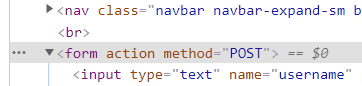 <nav class="navbar navbar-expand-sm b
<br>
<form action method="POST"> == $0
<input type="text" name="username"